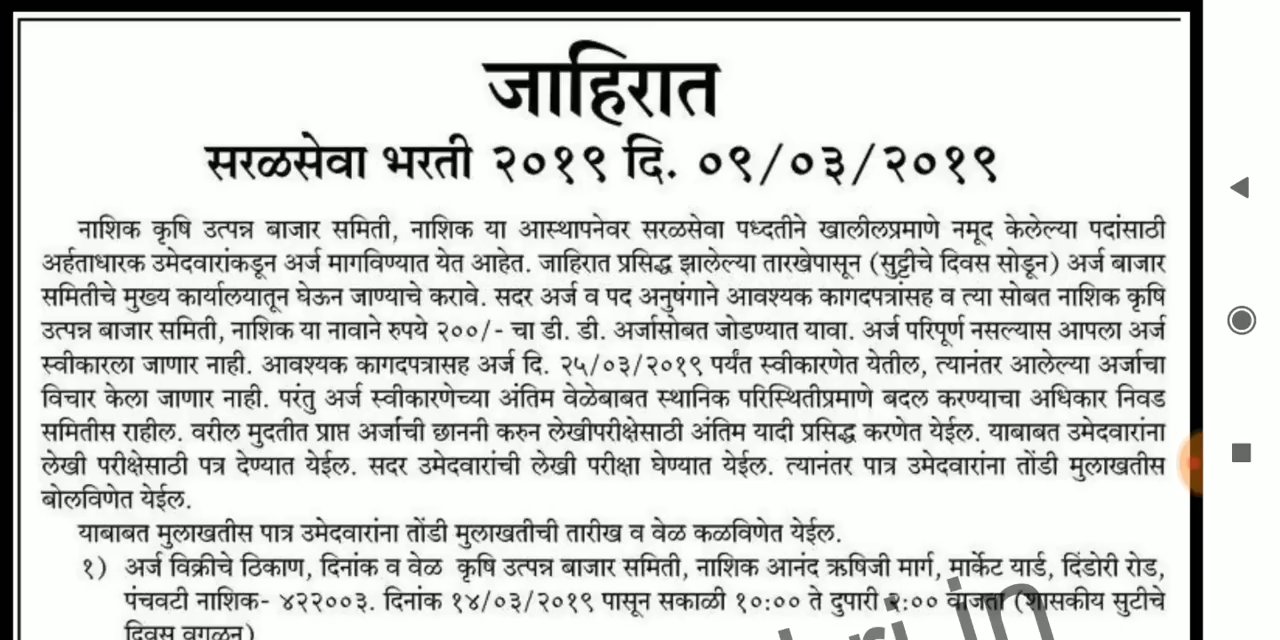 जाहिरात
सरळसेवा भरती २०१९ दि. ०९/०३/२०१९
नाशिक कृषि उत्पन्न बाजार समिती, नाशिक या आस्थापनेवर सरळसेवा पध्दतीने खालीलप्रमाणे नमूद केलेल्या पदांसाठी
अर्हताधारक उमेदवारांकडून अर्ज मागविण्यात येत आहेत. जाहिरात प्रसिद्ध झालेल्या तारखेपासून (सुट्टीचे दिवस सोडून) अर्ज बाजार
समितीचे मुख्य कार्यालयातून घेऊन जाण्याचे करावे. सदर अर्ज व पद अनुषंगाने आवश्यक कागदपत्रांसह व त्या सोबत नाशिक कृषि
उत्पन्न बाजार समिती, नाशिक या नावाने रुपये २००/- चा डी. डी. अर्जासोबत जोडण्यात यावा. अर्ज परिपूर्ण नसल्यास आपला अर्ज
स्वीकारला जाणार नाही. आवश्यक कागदपत्रासह अर्ज दि. २५/०३/२०१९ पर्यंत स्वीकारणेत येतील, त्यानंतर आलेल्या अर्जाचा
विचार केला जाणार नाही. परंतु अर्ज स्वीकारणेच्या अंतिम वेळेबाबत स्थानिक परिस्थितीप्रमाणे बदल करण्याचा अधिकार निवड
समितीस राहील. वरील मुदतीत प्राप्त अर्जाची छाननी करुन लेखीपरीक्षेसाठी अंतिम यादी प्रसिद्ध करणेत येईल. याबाबत उमेदवारांना
लेखी परीक्षेसाठी पत्र देण्यात येईल. सदर उमेदवारांची लेखी परीक्षा घेण्यात येईल. त्यानंतर पात्र उमेदवारांना तोंडी मुलाखतीस
बोलविणेत येईल.
याबाबत मुलाखतीस पात्र उमेदवारांना तोंडी मुलाखतीची तारीख व वेळ कळविणेत येईल.
१) अर्ज विक्रीचे ठिकाण, दिनांक व वेळ कृषि उत्पन्न बाजार समिती, नाशिक आनंद ऋषिजी मार्ग, मार्केट यार्ड, दिंडोरी रोड,
पंचवटी नाशिक- ४२२००३. दिनांक १४/०३/२०१९ पासून सकाळी १०:०० ते दुपारी २:०० वाजता (शासकीय सुटीचे
दिवस वगळून)